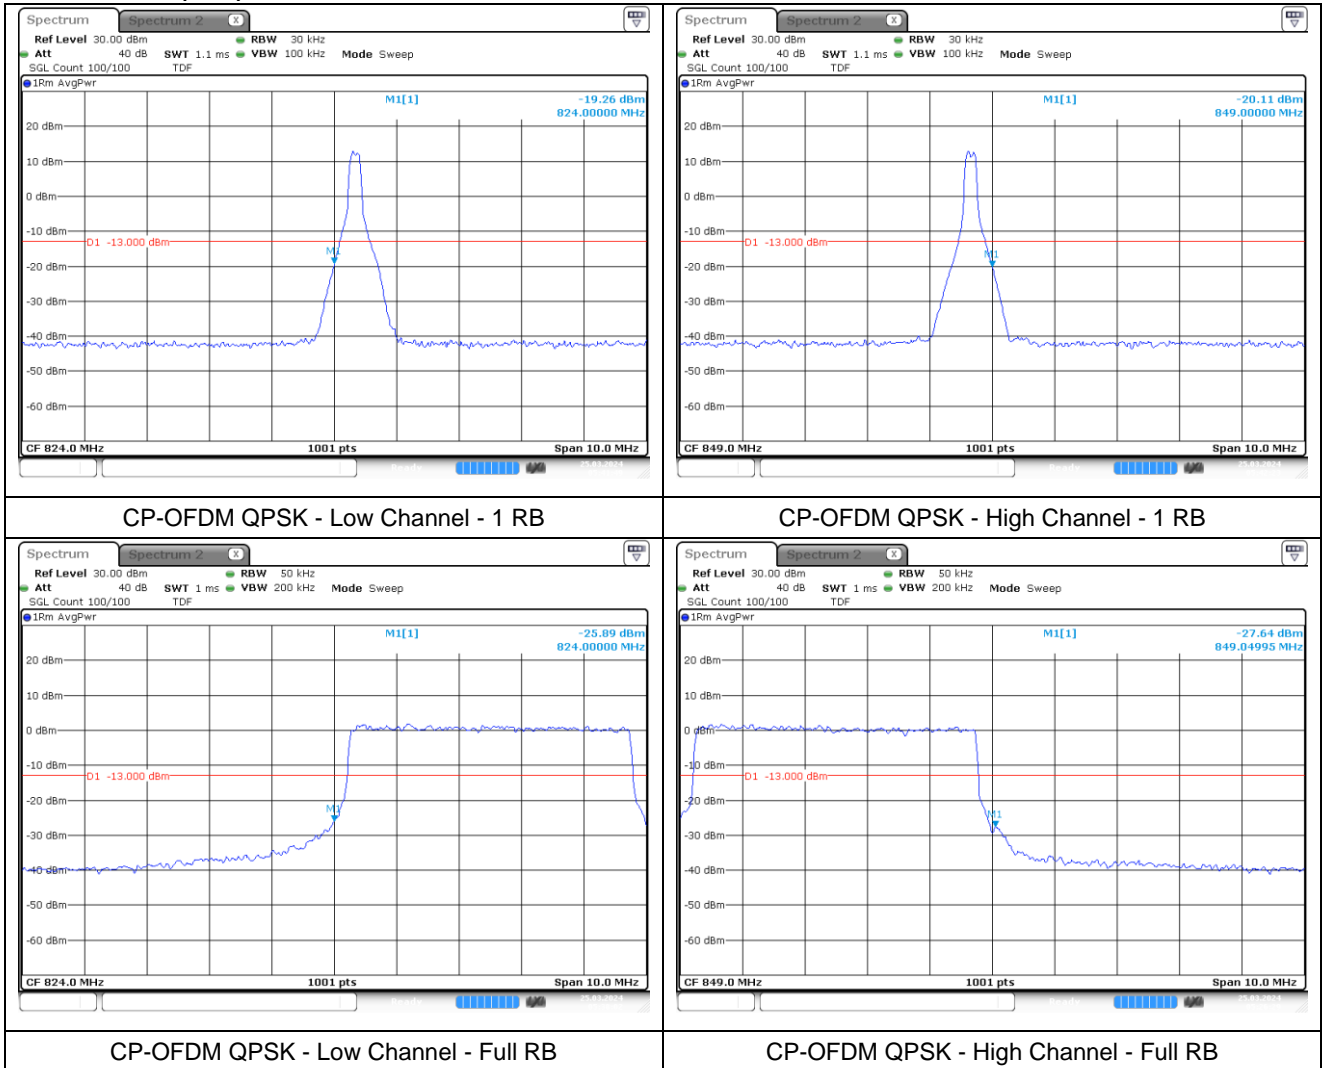 Spectrum Spectrum 2 X
Ref Level 30.00 dBm RBW 30 kHz
Att 40 dB SWT 1.1 ms VBW 100 kHz Mode Sweep
SGL Count 100/100 TDF
1Rm AvgPwr
M1[1] -19.26 dBm
824.00000 MHz
20 dBm
10 dBm
0 dBm
-10 dBm
D1 -13.000 dBm
M1
-20 dBm
-30 dBm
-40 dBm
-50 dBm
-60 dBm
CF 824.0 MHz 1001 pts Span 10.0 MHz
Spectrum Spectrum 2 X
Ref Level 30.00 dBm RBW 30 kHz
Att 40 dB SWT 1.1 ms VBW 100 kHz Mode Sweep
SGL Count 100/100 TDF
1Rm AvgPwr
M1[1] -20.11 dBm
849.00000 MHz
20 dBm
10 dBm
0 dBm
-10 dBm
D1 -13.000 dBm
M1
-20 dBm
-30 dBm
-40 dBm
-50 dBm
-60 dBm
CF 849.0 MHz 1001 pts Span 10.0 MHz
CP-OFDM QPSK - Low Channel - 1 RB
CP-OFDM QPSK - High Channel - 1 RB
Spectrum Spectrum 2 X
Ref Level 30.00 dBm RBW 50 kHz
Att 40 dB SWT 1 ms VBW 200 kHz Mode Sweep
SGL Count 100/100 TDF
1Rm AvgPwr
M1[1] -25.89 dBm
824.00000 MHz
20 dBm
10 dBm
0 dBm
-10 dBm
D1 -13.000 dBm
-20 dBm
M1
-30 dBm
-40 dBm
-50 dBm
-60 dBm
CF 824.0 MHz 1001 pts Span 10.0 MHz
Spectrum Spectrum 2 X
Ref Level 30.00 dBm RBW 50 kHz
Att 40 dB SWT 1 ms VBW 200 kHz Mode Sweep
SGL Count 100/100 TDF
1Rm AvgPwr
M1[1] -27.64 dBm
849.04995 MHz
20 dBm
10 dBm
0 dBm
-10 dBm
D1 -13.000 dBm
-20 dBm
M1
-30 dBm
-40 dBm
-50 dBm
-60 dBm
CF 849.0 MHz 1001 pts Span 10.0 MHz
CP-OFDM QPSK - Low Channel - Full RB
CP-OFDM QPSK - High Channel - Full RB